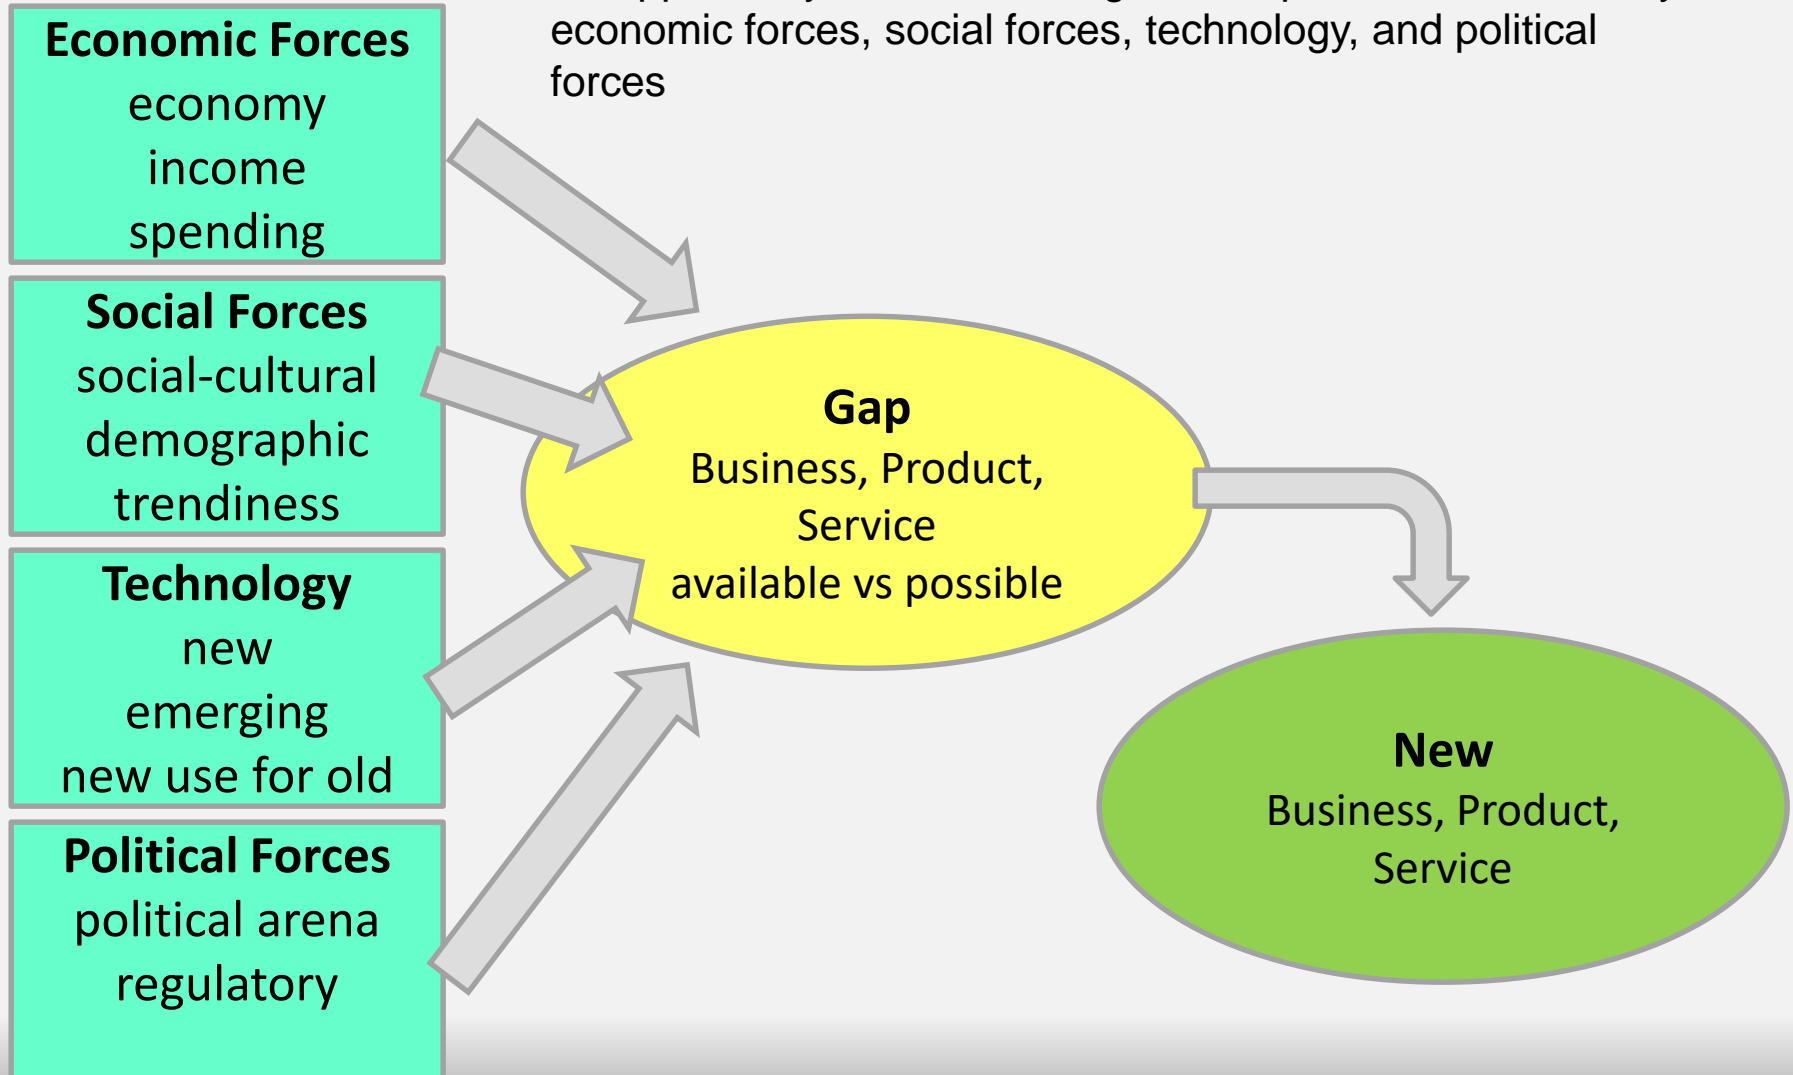 economic forces, social forces, technology, and political
forces
Economic Forces
economy
income
spending
Social Forces
social-cultural
demographic
trendiness
Technology
new
emerging
new use for old
Political Forces
political arena
regulatory
Gap
Business, Product,
Service
available vs possible
New
Business, Product,
Service